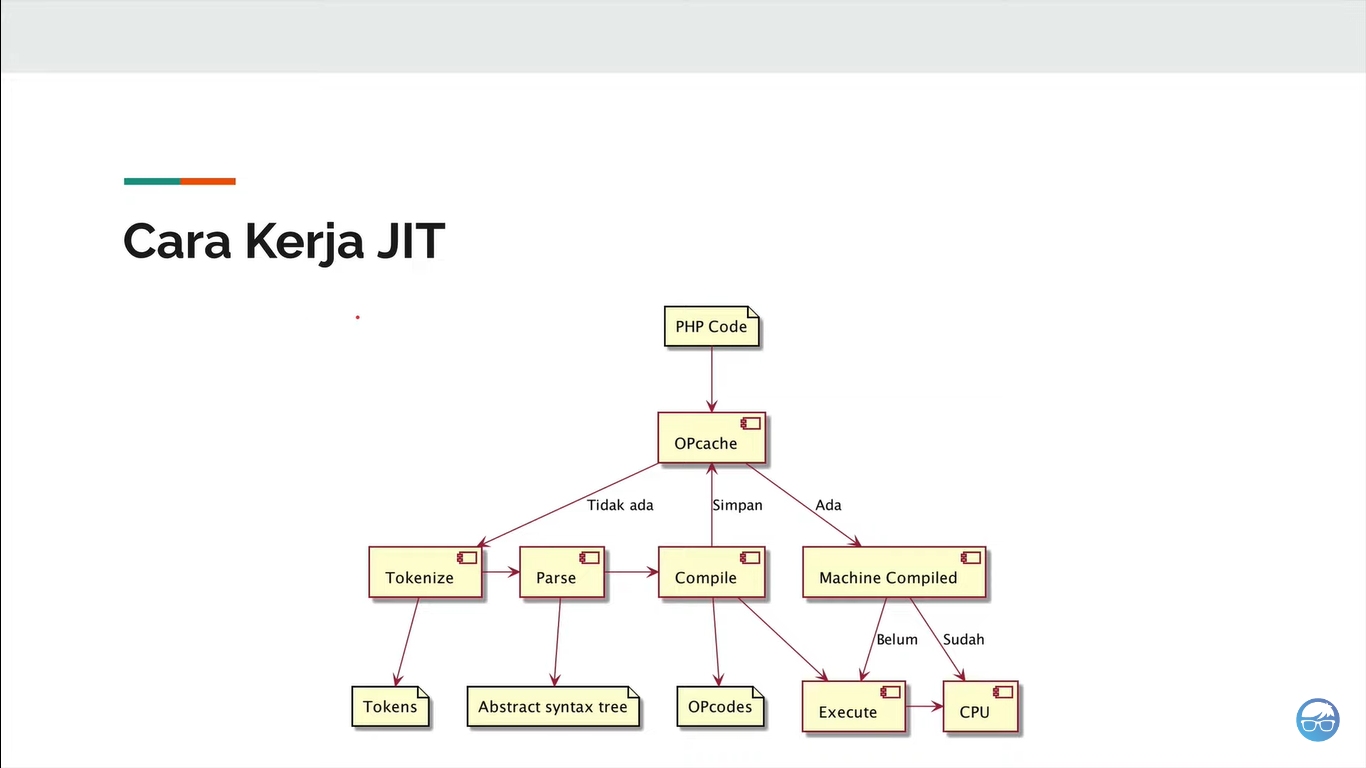 Cara Kerja JIT
PHP Code
OPcache
Tidak ada
Simpan
Ada
Tokenize
Parse
Compile
Machine Compiled
Belum
Sudah
Tokens
Abstract syntax tree
OPcodes
Execute
CPU